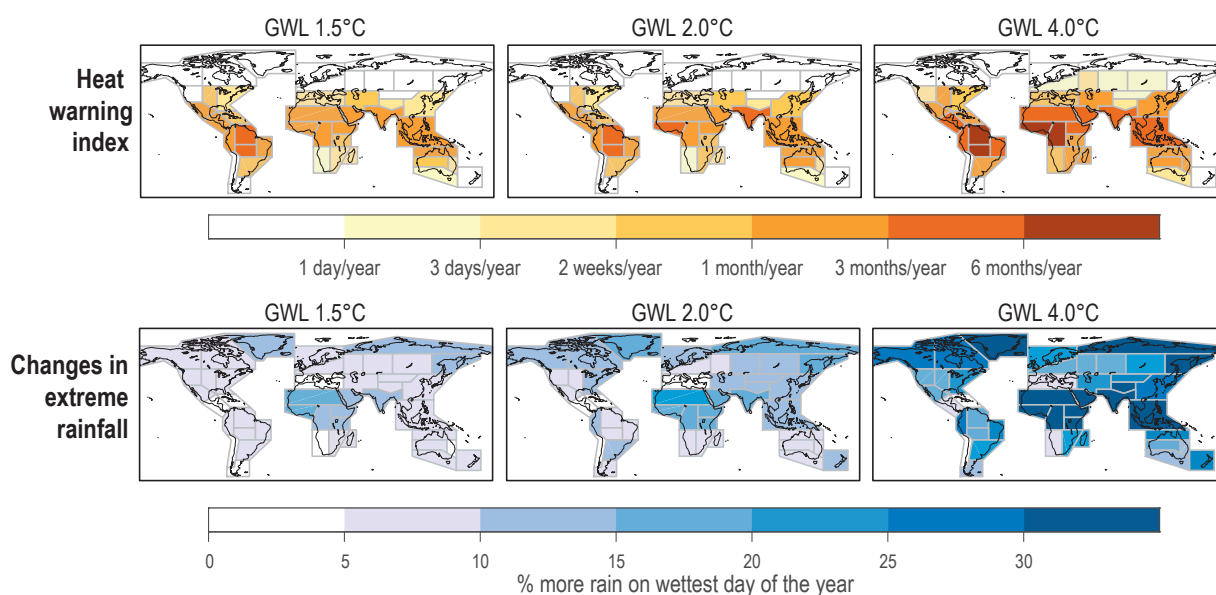 GWL 1.5°C GWL 2.0°C GWL 4.0°C
Heat
warning
index
1 day/year 3 days/year 2 weeks/year 1 month/year 3 months/year 6 months/year
GWL 1.5°C GWL 2.0°C GWL 4.0°C
Changes in
extreme
rainfall
0 5 10 15 20 25 30
% more rain on wettest day of the year